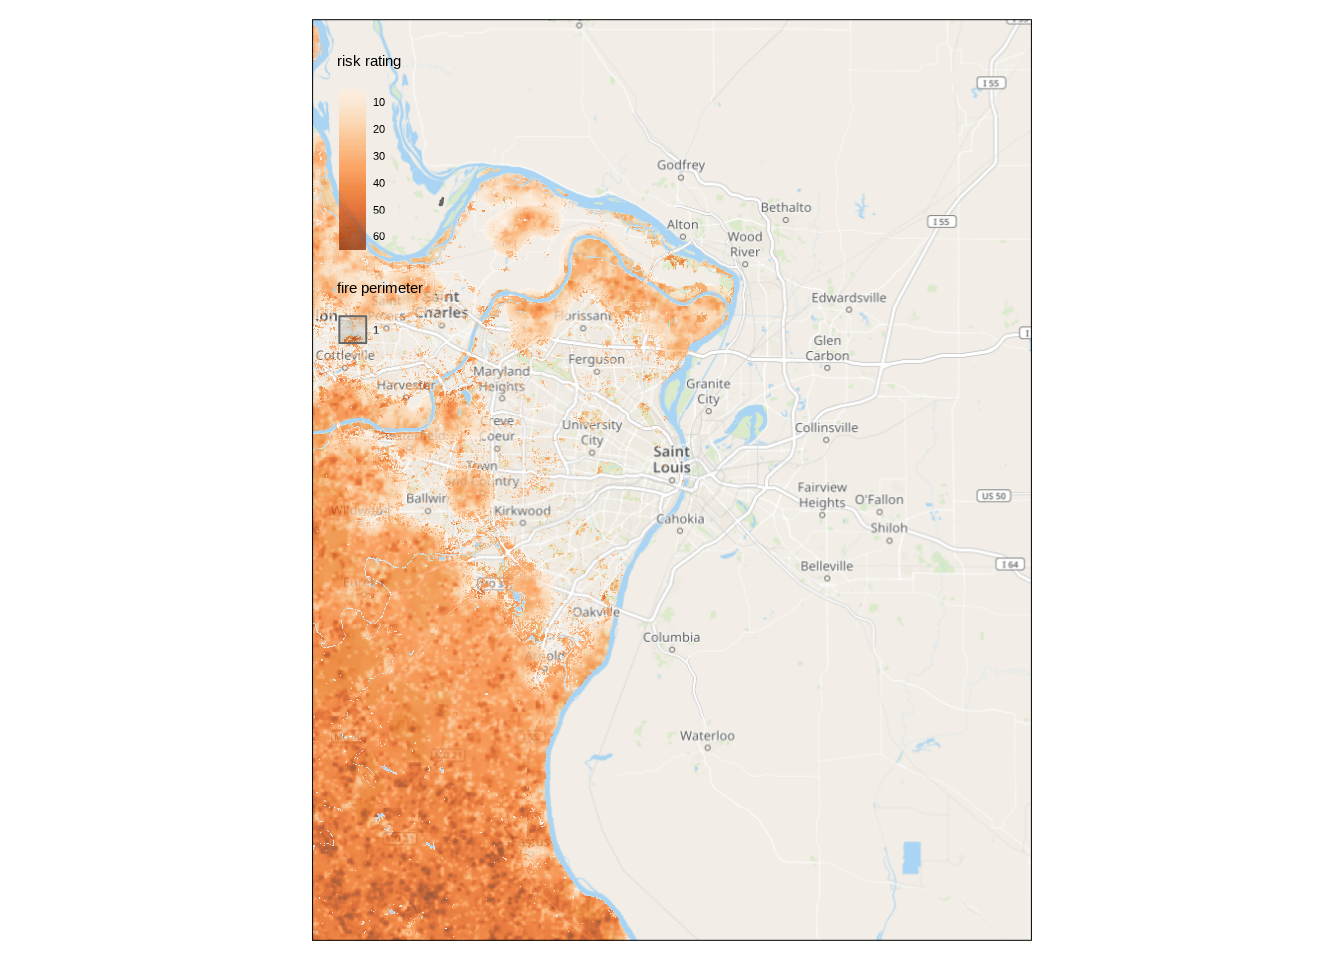 risk rating
10
20
30
40
50
60
fire perimeter
1
I 55
Godfrey
Bethalto
I 55
Alton
Wood
River
Edwardsville
Saint
Charles
Florissant
Glen
Carbon
Cottleville
Ferguson
Maryland
Heights
Harvester
Granite
City
Creve
Coeur
University
City
Collinsville
Saint
Louis
Town
and Country
Fairview
Heights
O'Fallon
US 50
Ballwin
Kirkwood
Cahokia
Shiloh
I 64
Belleville
Oakville
Columbia
Arnold
Waterloo